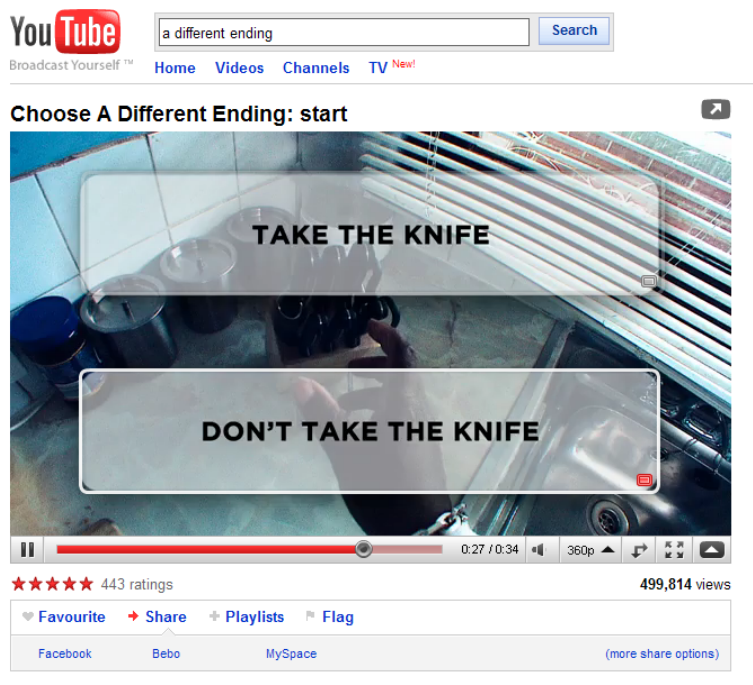 YouTube
Broadcast Yourself ™
a different ending
Search
Home Videos Channels TV New!
Choose A Different Ending: start
TAKE THE KNIFE
DON'T TAKE THE KNIFE
0:27 / 0:34 360p
443 ratings 499,814 views
Favourite Share Playlists Flag
Facebook Bebo MySpace (more share options)